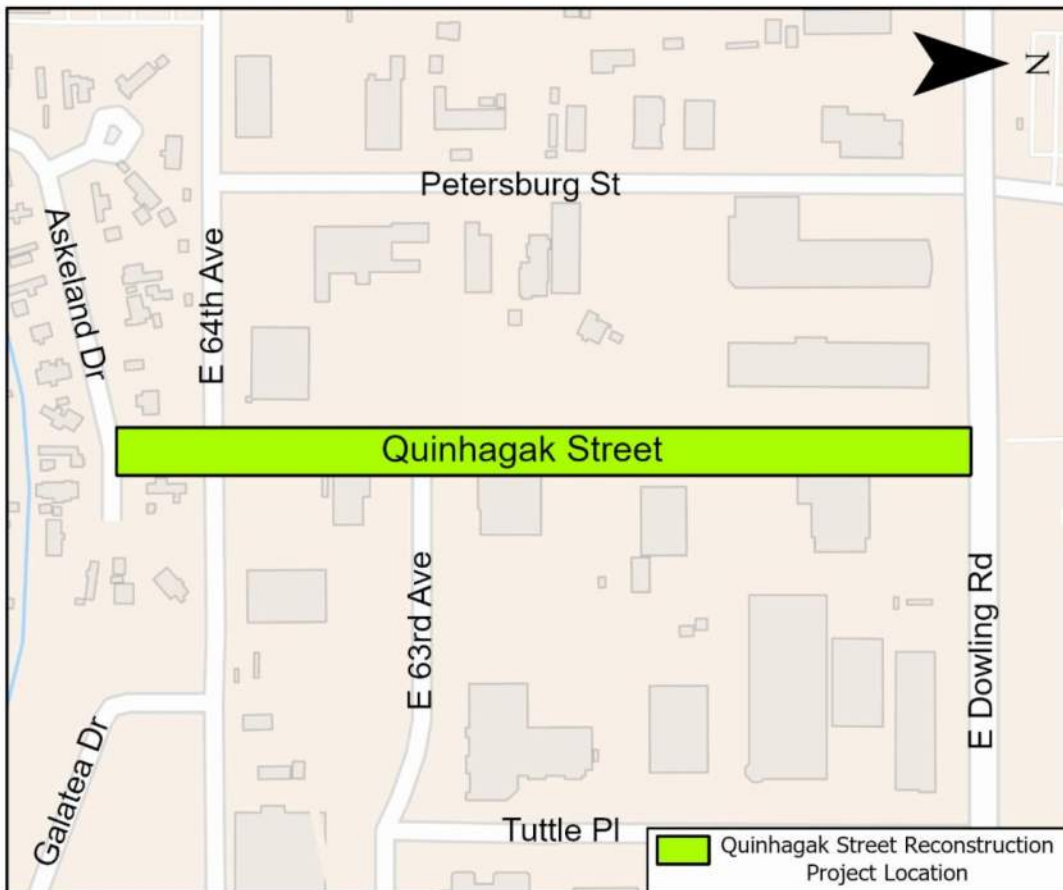 N
Petersburg St
Askeland Dr
E 64th Ave
Quinhagak Street
E 63rd Ave
E Dowling Rd
Galatea Dr
Tuttle Pl
Quinhagak Street Reconstruction
Project Location